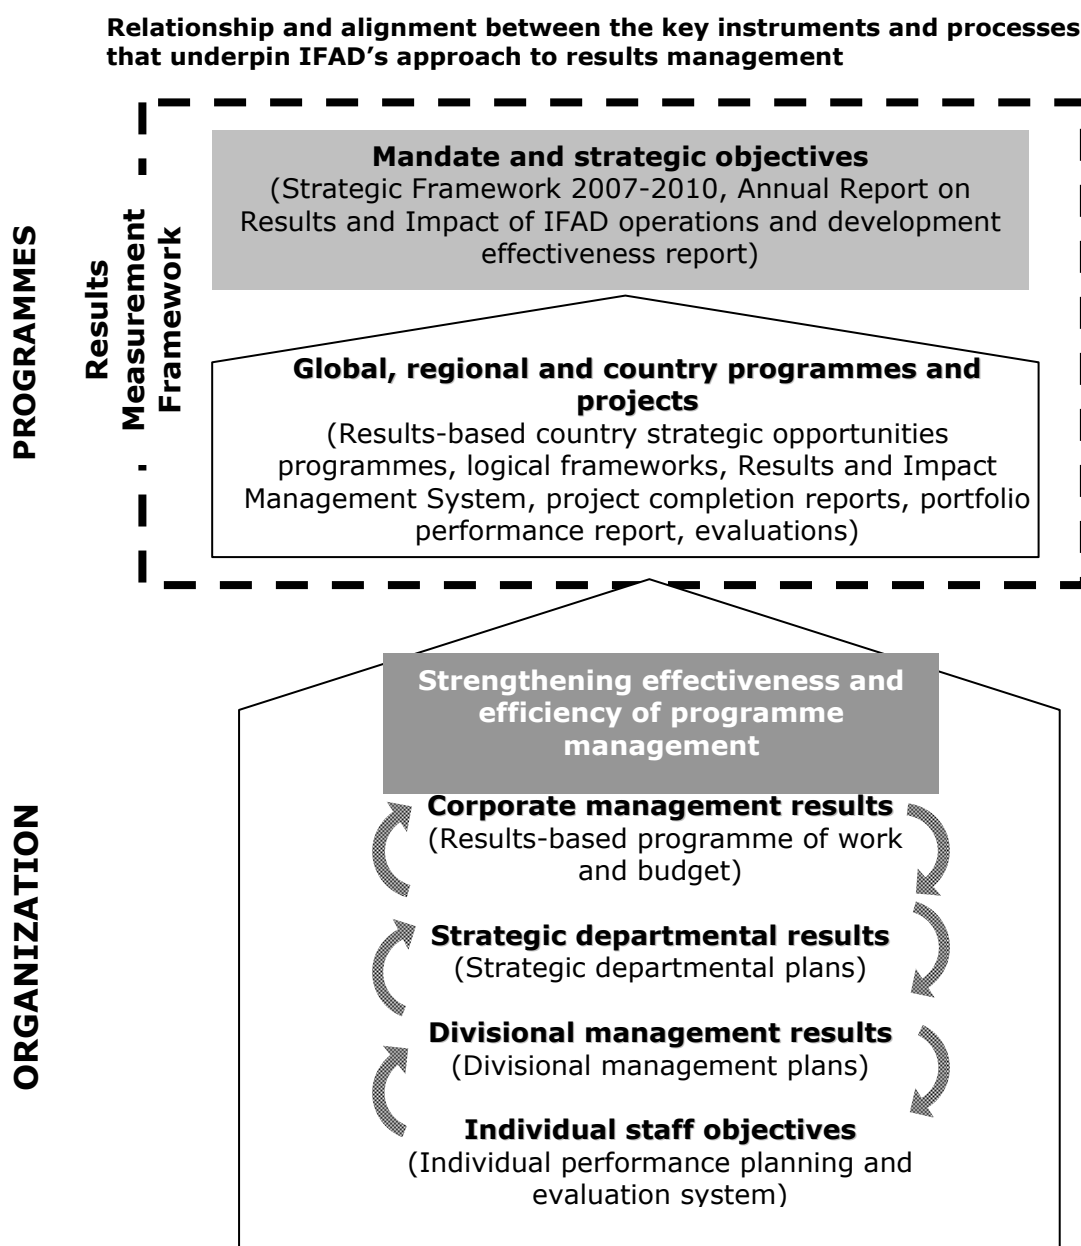 Relationship and alignment between the key instruments and processes
that underpin IFAD's approach to results management
PROGRAMMES
Results
Measurement
Framework
Mandate and strategic objectives
(Strategic Framework 2007-2010, Annual Report on
Results and Impact of IFAD operations and development
effectiveness report)
Global, regional and country programmes and
projects
(Results-based country strategic opportunities
programmes, logical frameworks, Results and Impact
Management System, project completion reports, portfolio
performance report, evaluations)
ORGANIZATION
Strengthening effectiveness and
efficiency of programme
management
Corporate management results
(Results-based programme of work
and budget)
Strategic departmental results
(Strategic departmental plans)
Divisional management results
(Divisional management plans)
Individual staff objectives
(Individual performance planning and
evaluation system)